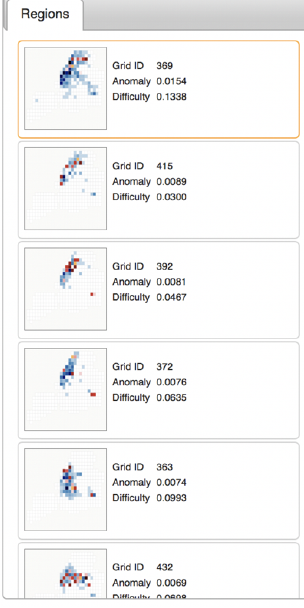 Regions
Grid ID 369
Anomaly 0.0154
Difficulty 0.1338
Grid ID 415
Anomaly 0.0089
Difficulty 0.0300
Grid ID 392
Anomaly 0.0081
Difficulty 0.0467
Grid ID 372
Anomaly 0.0076
Difficulty 0.0635
Grid ID 363
Anomaly 0.0074
Difficulty 0.0993
Grid ID 432
Anomaly 0.0069
Difficulty